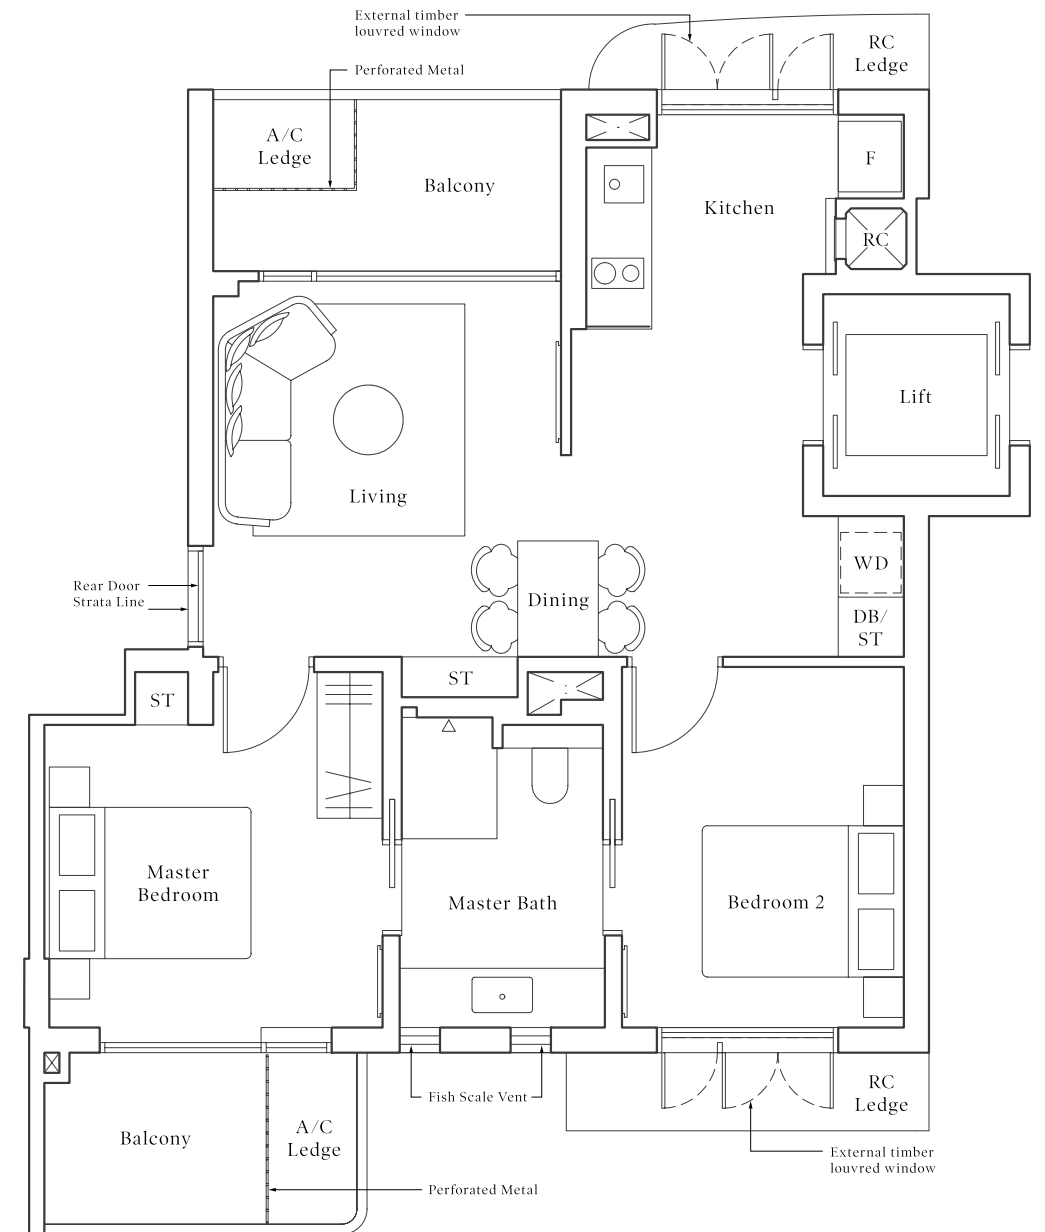 External timber
louvred window
RC
Ledge
Perforated Metal
A/C
Ledge
Balcony
F
Kitchen
RC
Lift
Living
WD
Rear Door
Strata Line
Dining
DB/
ST
ST
ST
Master
Bedroom
Master Bath
Bedroom 2
Fish Scale Vent
RC
Ledge
Balcony
A/C
Ledge
External timber
louvred window
Perforated Metal